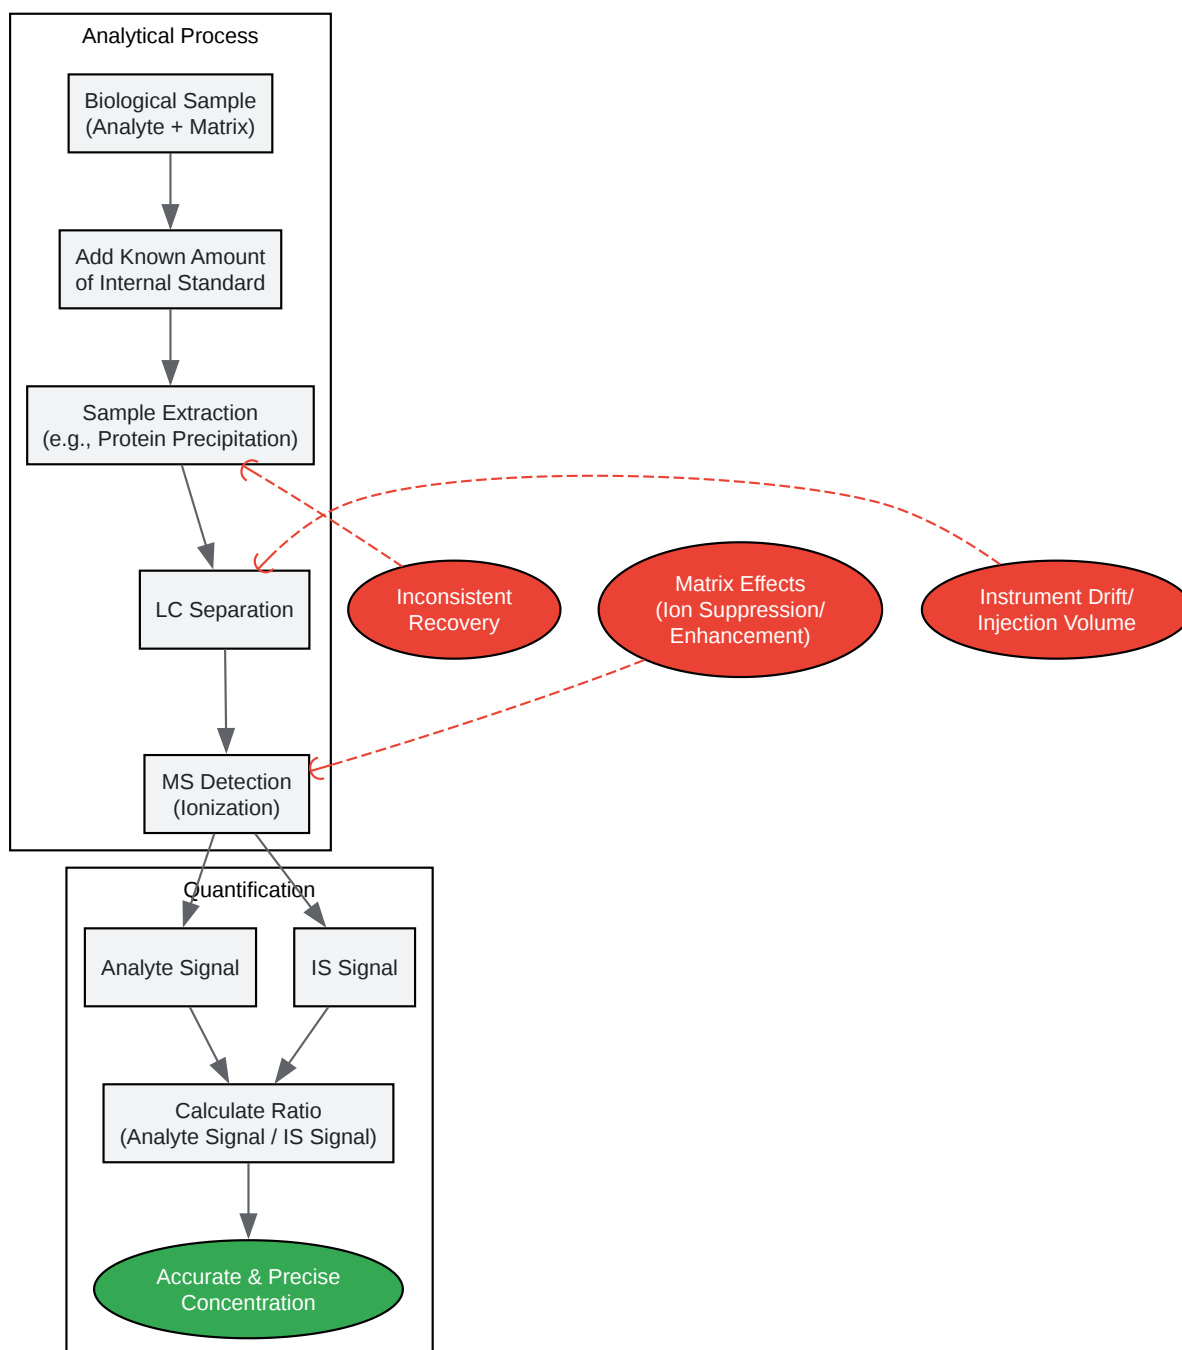 Analytical Process
Biological Sample
(Analyte + Matrix)
Add Known Amount
of Internal Standard
Sample Extraction
(e.g., Protein Precipitation)
LC Separation
Inconsistent
Recovery
Matrix Effects
(Ion Suppression/
Enhancement)
Instrument Drift/
Injection Volume
MS Detection
(Ionization)
Quantification
Analyte Signal
IS Signal
Calculate Ratio
(Analyte Signal / IS Signal)
Accurate & Precise
Concentration